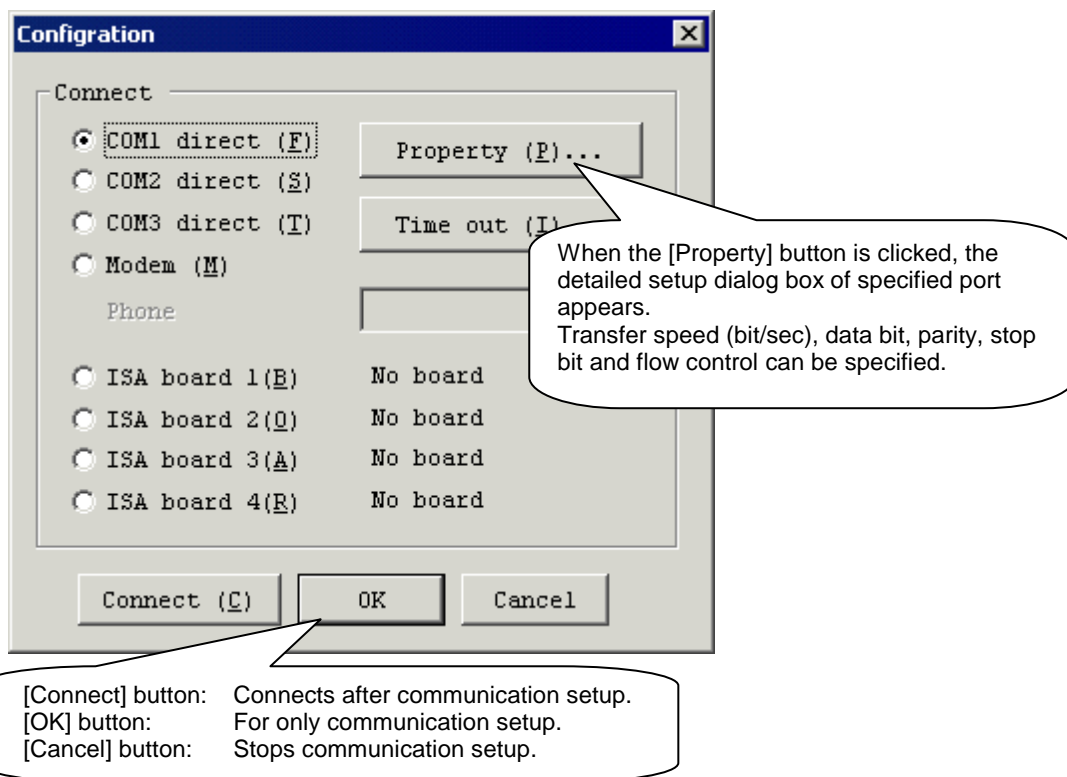 Configration
Connect
COM1 direct (F)
Property (P)...
COM2 direct (S)
COM3 direct (T)
Time out (I)
Modem (M)
When the [Property] button is clicked, the
detailed setup dialog box of specified port
appears.
Transfer speed (bit/sec), data bit, parity, stop
bit and flow control can be specified.
Phone
ISA board 1(B) No board
ISA board 2(O) No board
ISA board 3(A) No board
ISA board 4(R) No board
Connect (C) OK Cancel
[Connect] button: Connects after communication setup.
[OK] button: For only communication setup.
[Cancel] button: Stops communication setup.